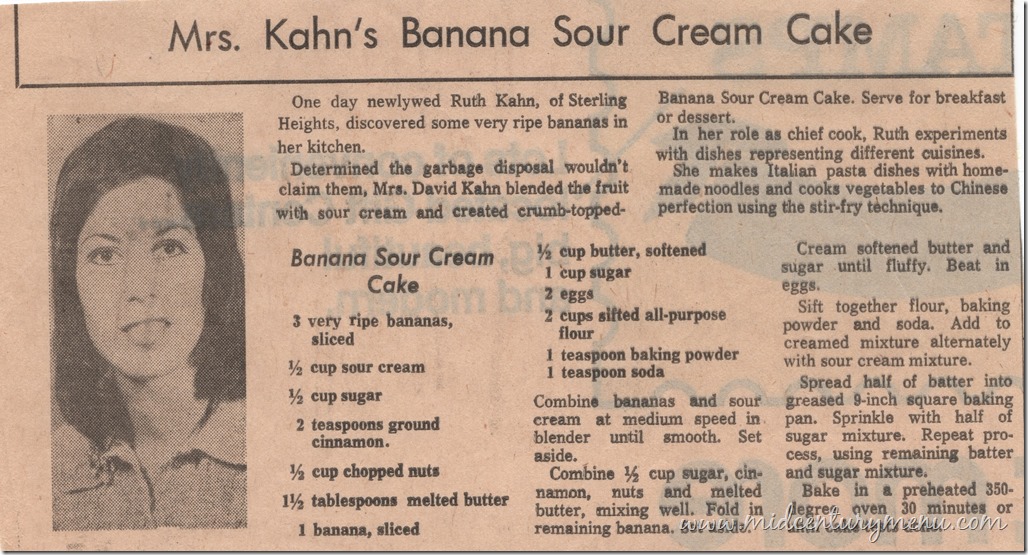 Mrs. Kahn's Banana Sour Cream Cake
One day newlywed Ruth Kahn, of Sterling
Heights, discovered some very ripe bananas in
her kitchen.
Determined the garbage disposal wouldn't
claim them, Mrs. David Kahn blended the fruit
with sour cream and created crumb-topped-
Banana Sour Cream Cake. Serve for breakfast
or dessert.
In her role as chief cook, Ruth experiments
with dishes representing different cuisines.
She makes Italian pasta dishes with home-
made noodles and cooks vegetables to Chinese
perfection using the stir-fry technique.
Banana Sour Cream
Cake
3 very ripe bananas,
sliced
½ cup sour cream
½ cup sugar
2 teaspoons ground
cinnamon.
½ cup chopped nuts
1½ tablespoons melted butter
1 banana, sliced
½ cup butter, softened
1 cup sugar
2 eggs
2 cups sifted all-purpose
flour
1 teaspoon baking powder
1 teaspoon soda
Combine bananas and sour
cream at medium speed in
blender until smooth. Set
aside.
Combine ½ cup sugar, cin-
namon, nuts and melted
butter, mixing well. Fold in
remaining banana. Set aside.
Cream softened butter and
sugar until fluffy. Beat in
eggs.
Sift together flour, baking
powder and soda. Add to
creamed mixture alternately
with sour cream mixture.
Spread half of batter into
greased 9-inch square baking
pan. Sprinkle with half of
sugar mixture. Repeat pro-
cess, using remaining batter
and sugar mixture.
Bake in a preheated 350-
degree oven 30 minutes or
until
www.midcenturymenu.com